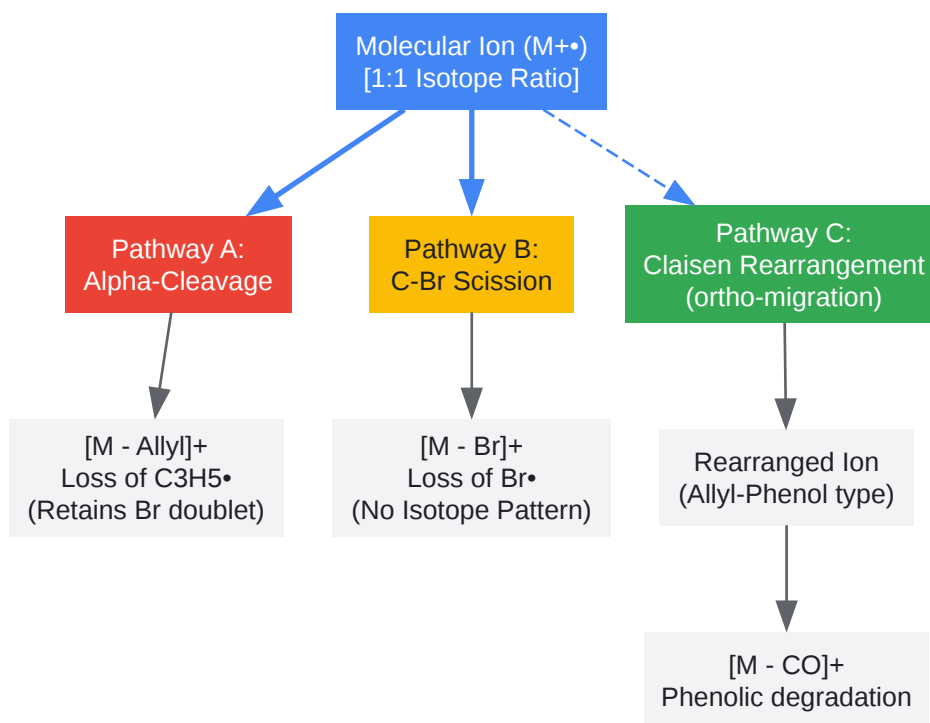 Molecular Ion (M+•)
[1:1 Isotope Ratio]
Pathway A:
Alpha-Cleavage
Pathway B:
C-Br Scission
Pathway C:
Claisen Rearrangement
(ortho-migration)
[M - Allyl]+
Loss of C3H5•
(Retains Br doublet)
[M - Br]+
Loss of Br•
(No Isotope Pattern)
Rearranged Ion
(Allyl-Phenol type)
[M - CO]+
Phenolic degradation